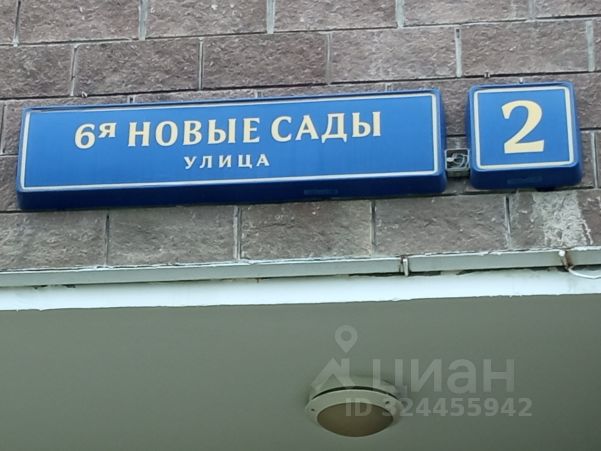 6я НОВЫЕ САДЫ
УЛИЦА
2
циан
ID 324455942